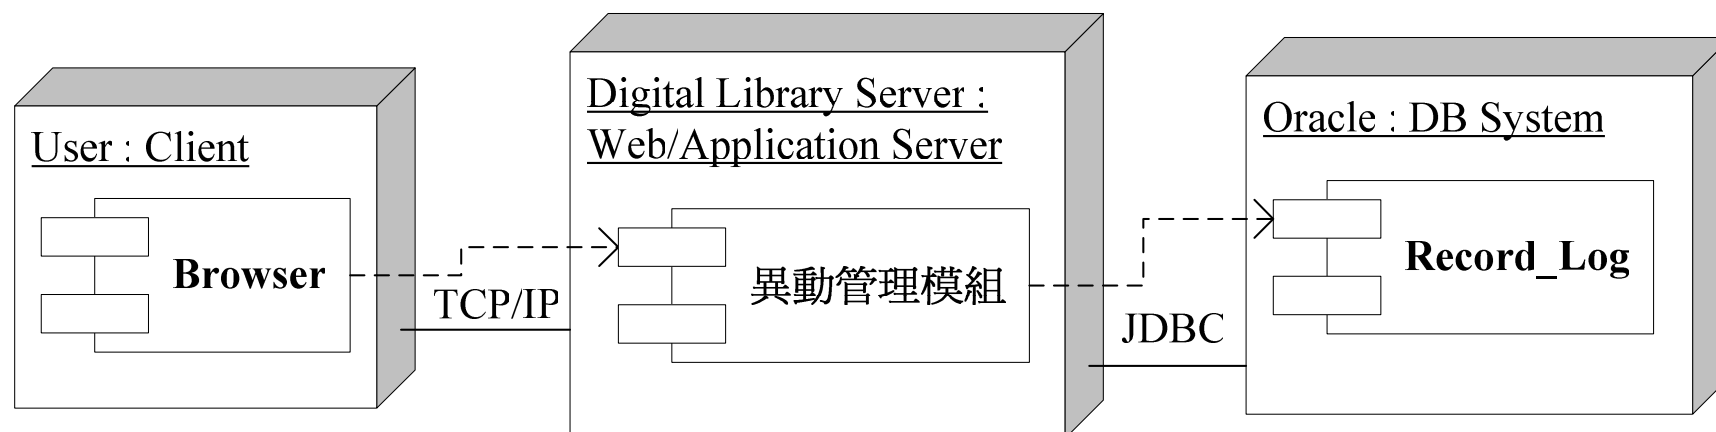 User : Client
Browser
TCP/IP
Digital Library Server :
Web/Application Server
異動管理模組
JDBC
Oracle : DB System
Record_Log